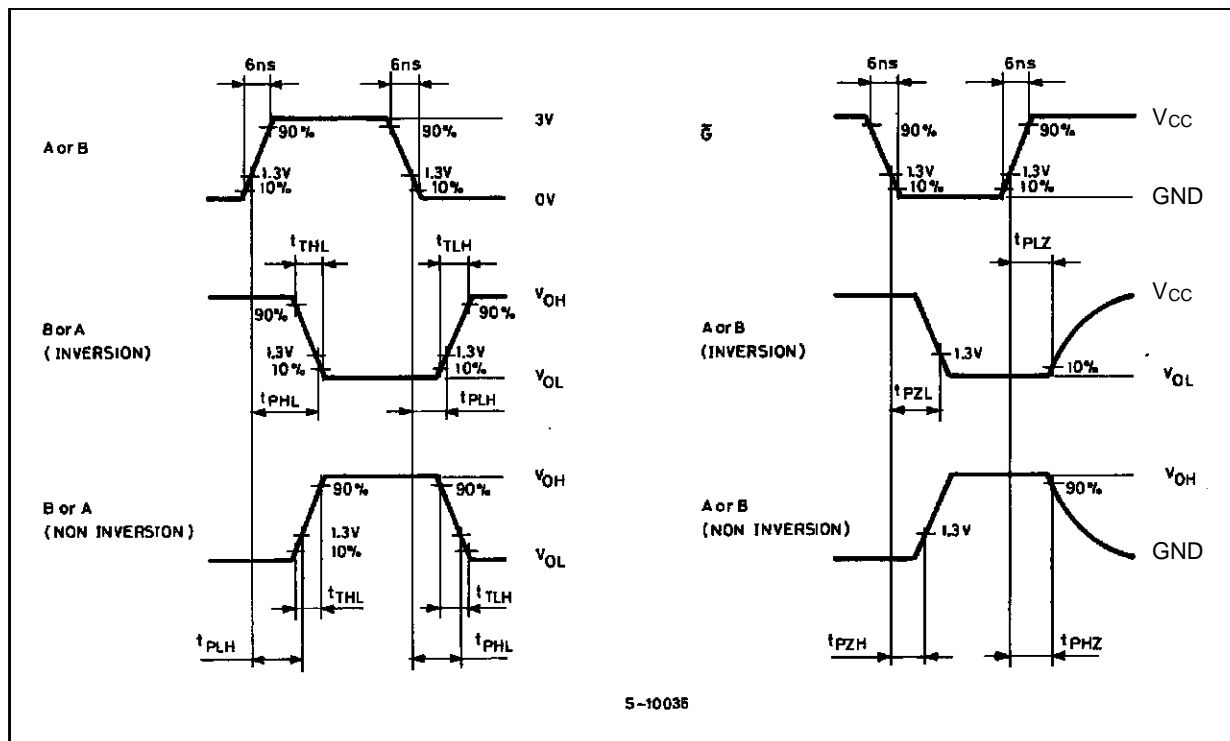 6ns 6ns
3V
90% 90%
A or B
1.3V 1.3V
10% 10%
0V
tTHL tTLH
VOH
90% 90%
B or A
(INVERSION)
1.3V 1.3V
10% 10%
VOL
tPHL tPLH
VOH
90% 90%
B or A
(NON INVERSION)
1.3V
10%
VOL
tTHL tTLH
tPLH tPHL
6ns 6ns
VCC
90% 90%
G̅
1.3V 1.3V
10% 10%
GND
tPLZ
VCC
A or B
(INVERSION)
1.3V
10%
VOL
tPZL
VOH
90%
A or B
(NON INVERSION)
1.3V
GND
tPZH tPHZ
S-10036